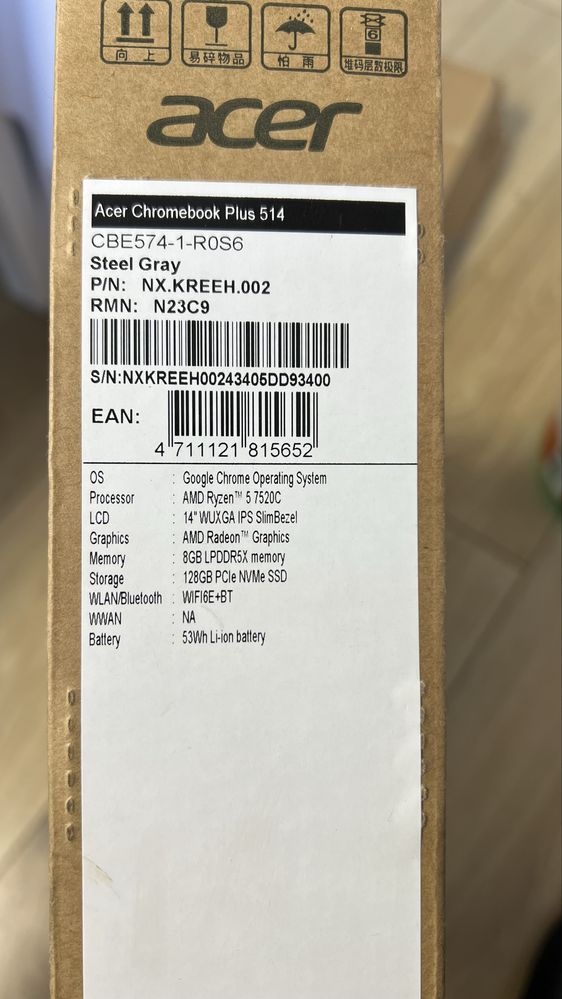 向 上
易碎物品
怕 雨
6
堆码层数极限
acer
Acer Chromebook Plus 514
CBE574-1-R0S6
Steel Gray
P/N: NX.KREEH.002
RMN: N23C9
S/N:NXKREEH00243405DD93400
EAN:
4 711121 815652
OS : Google Chrome Operating System
Processor : AMD Ryzen™ 5 7520C
LCD : 14" WUXGA IPS SlimBezel
Graphics : AMD Radeon™ Graphics
Memory : 8GB LPDDR5X memory
Storage : 128GB PCIe NVMe SSD
WLAN/Bluetooth : WIFI6E+BT
WWAN : NA
Battery : 53Wh Li-ion battery